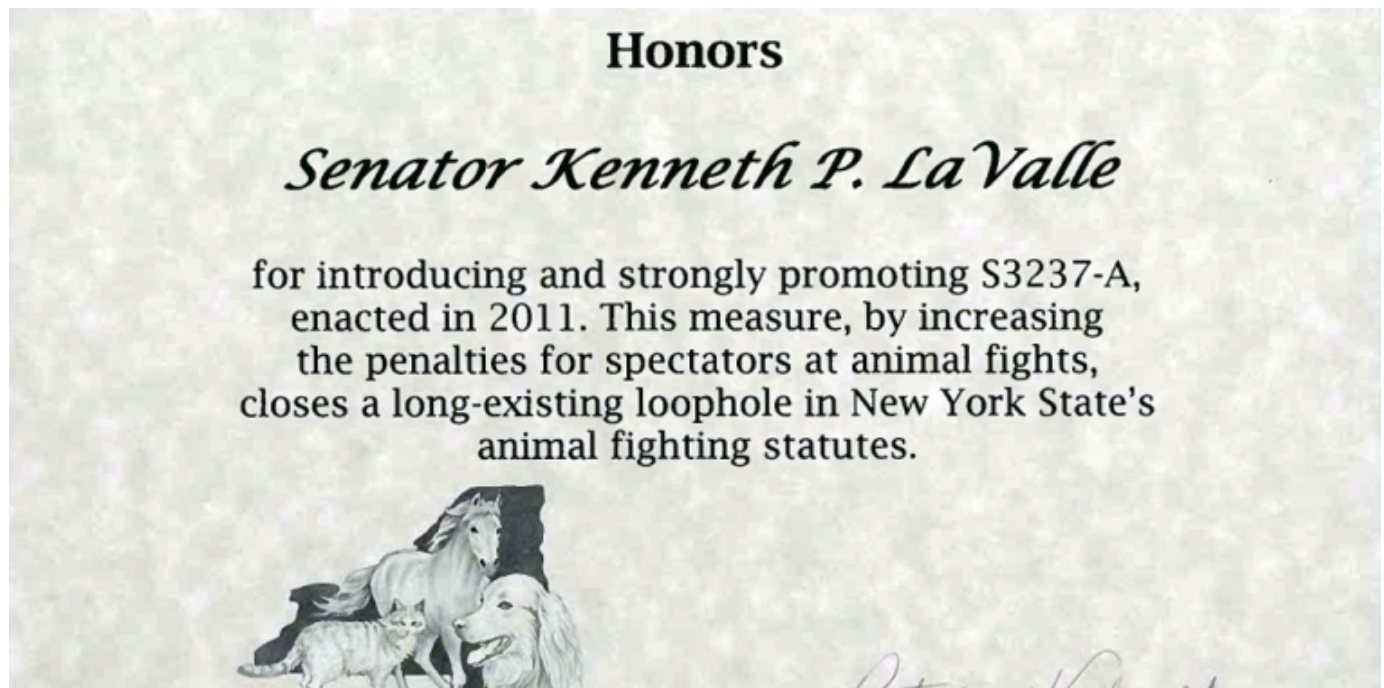 Honors
Senator Kenneth P. LaValle
for introducing and strongly promoting S3237-A,
enacted in 2011. This measure, by increasing
the penalties for spectators at animal fights,
closes a long-existing loophole in New York State's
animal fighting statutes.